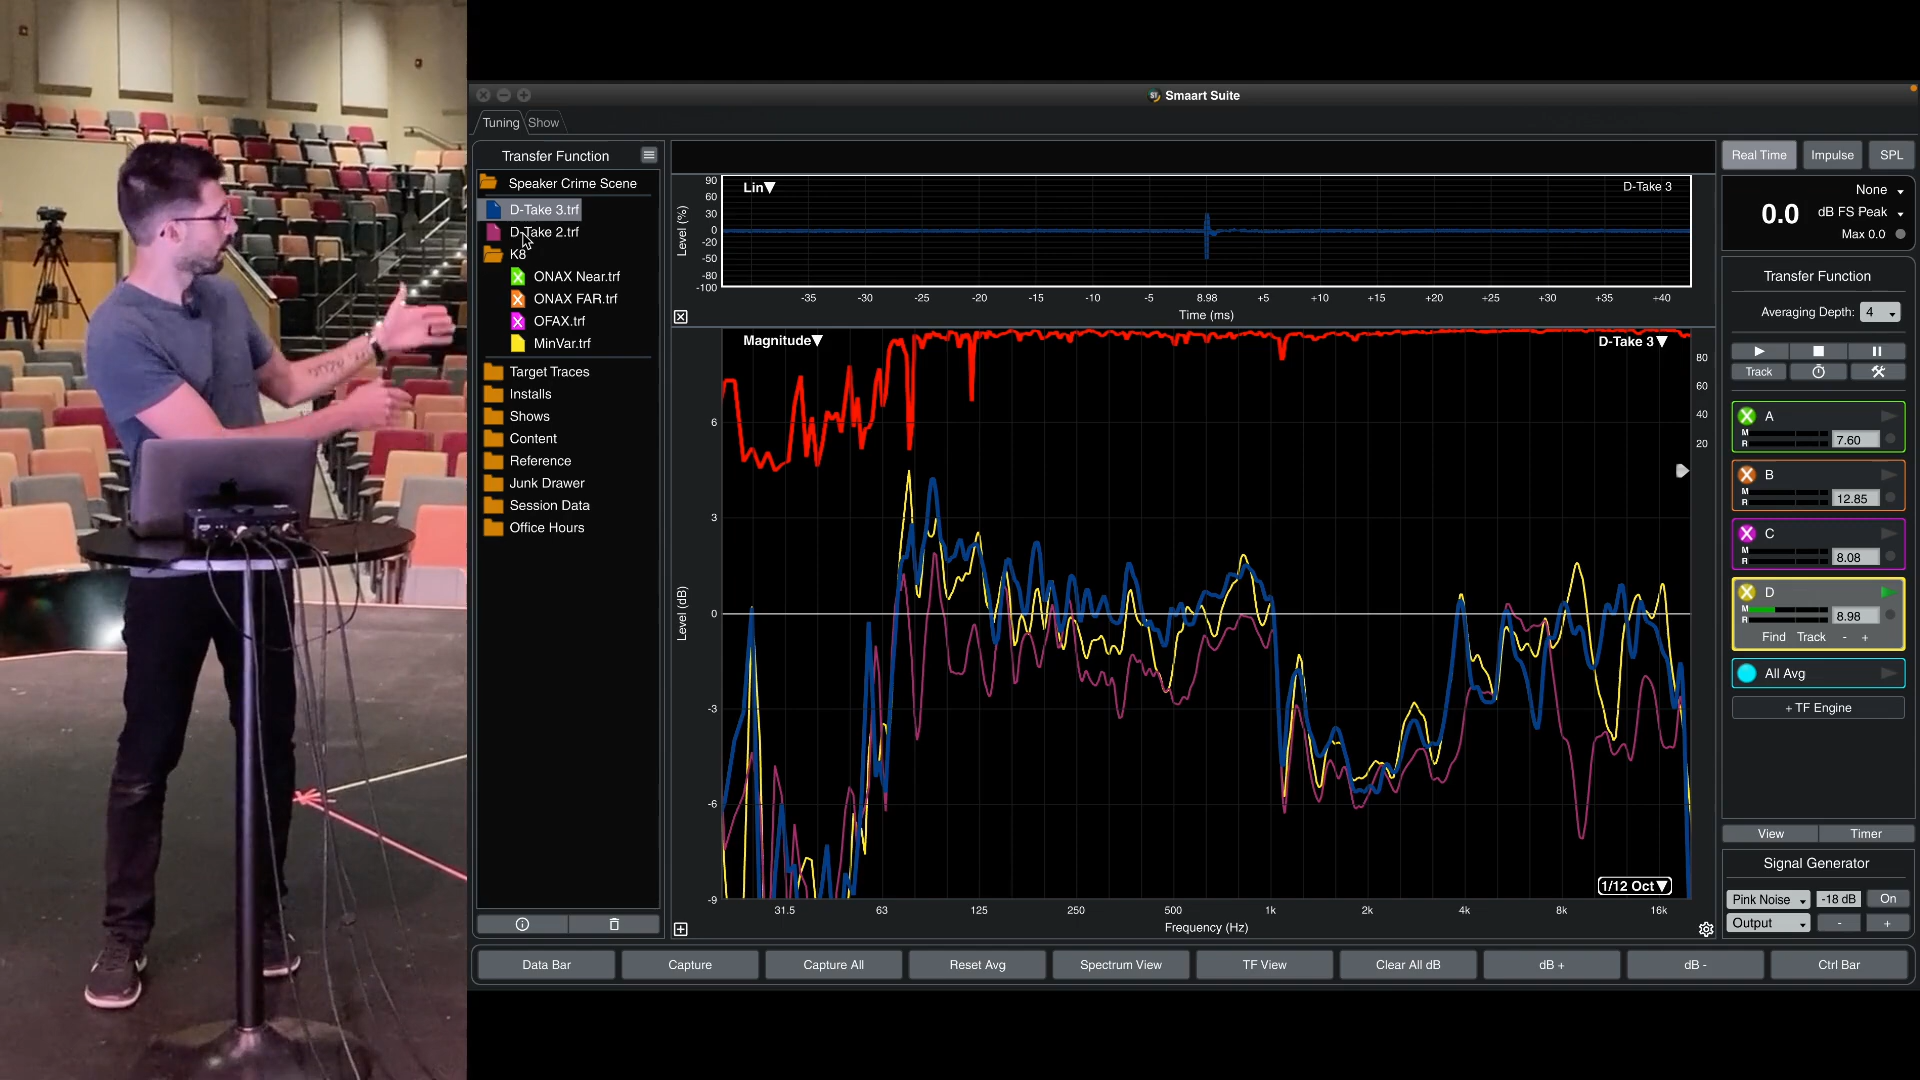 Smaart Suite
Tuning Show
Transfer Function
Speaker Crime Scene
D-Take 3.trf
D-Take 2.trf
K8
ONAX Near.trf
ONAX FAR.trf
OFAX.trf
MinVar.trf
Target Traces
Installs
Shows
Content
Reference
Junk Drawer
Session Data
Office Hours
Lin
D-Take 3
Level (%)
90
60
30
0
-20
-50
-80
-100
-35 -30 -25 -20 -15 -10 -5 8.98 +5 +10 +15 +20 +25 +30 +35 +40
Time (ms)
Magnitude
D-Take 3
80
60
40
20
Level (dB)
6
3
0
-3
-6
-9
1/12 Oct
31.5 63 125 250 500 1k 2k 4k 8k 16k
Frequency (Hz)
Real Time Impulse SPL
None
0.0 dB FS Peak
Max 0.0
Transfer Function
Averaging Depth: 4
Track
A
M
R 7.60
B
M
R 12.85
C
M
R 8.08
D
M
R 8.98
Find Track - +
All Avg
+ TF Engine
View Timer
Signal Generator
Pink Noise -18 dB On
Output - +
Data Bar Capture Capture All Reset Avg Spectrum View TF View Clear All dB dB + dB - Ctrl Bar